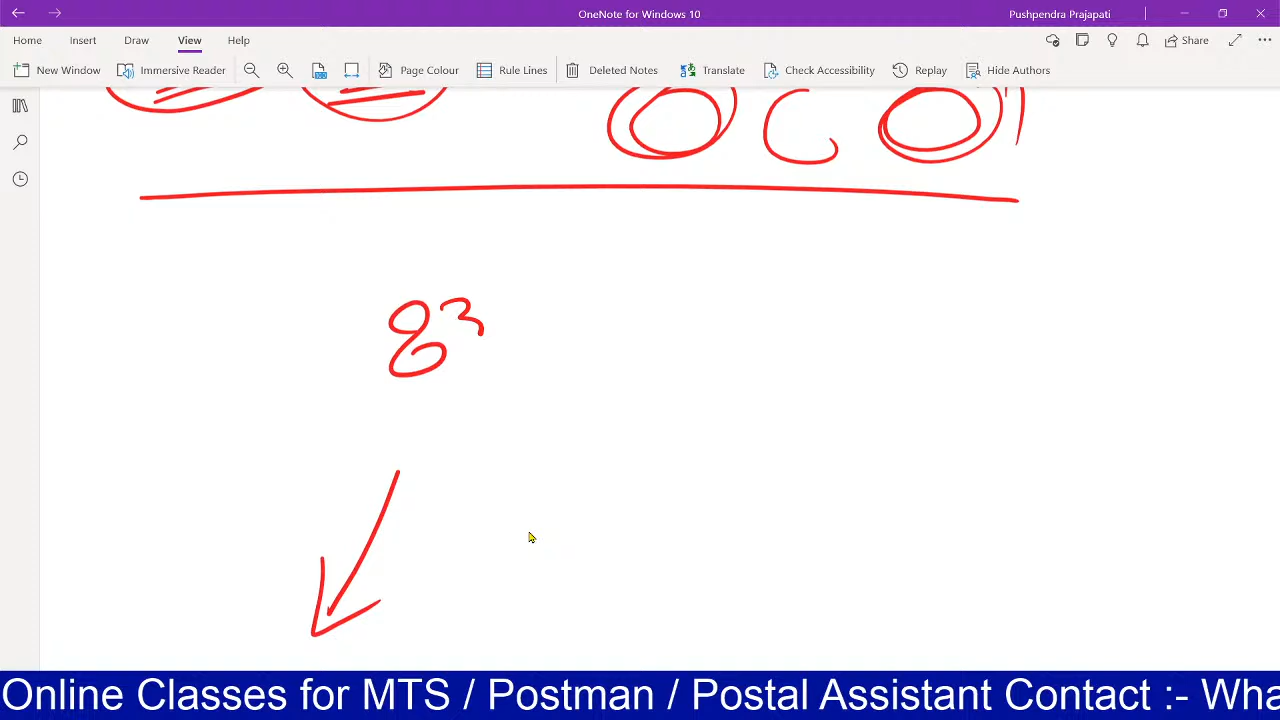 OneNote for Windows 10
Pushpendra Prajapati
Home Insert Draw View Help
Share
New Window Immersive Reader Page Colour Rule Lines Deleted Notes Translate Check Accessibility Replay Hide Authors
O C O
83
Online Classes for MTS / Postman / Postal Assistant Contact :- Wha